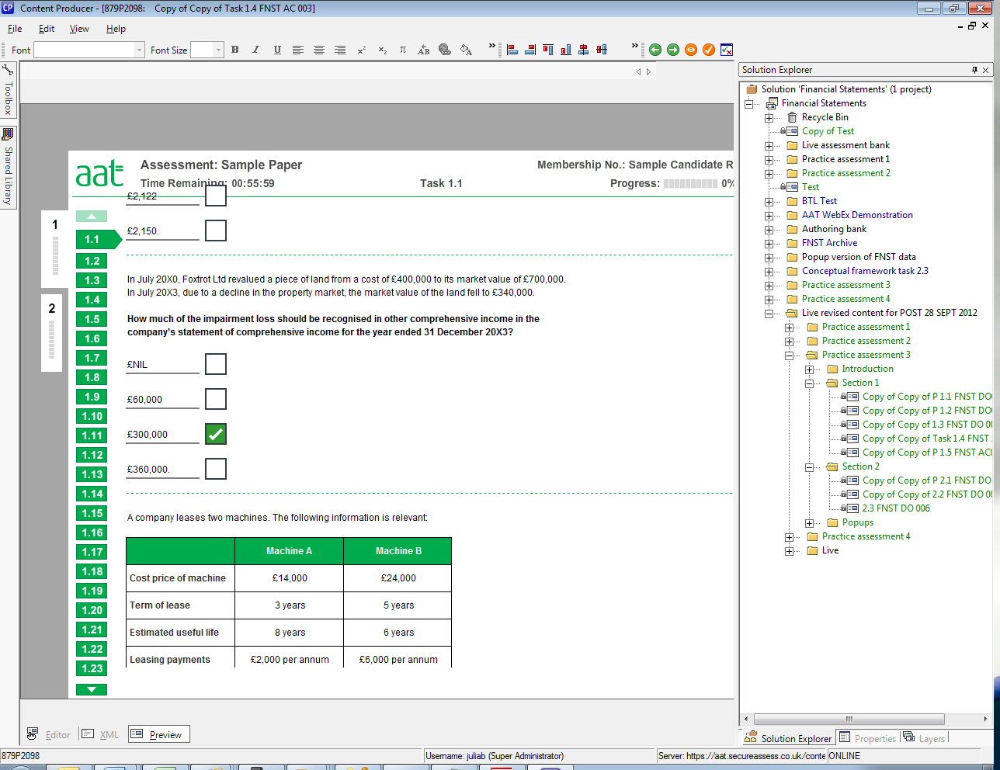 Content Producer - [879P2098: Copy of Copy of Task 1.4 FNST AC 003]
File Edit View Help
Font Font Size B I U
Toolbox
Shared Library
aat
Assessment: Sample Paper
Membership No.: Sample Candidate R
Time Remaining: 00:55:59
Task 1.1
Progress: 0%
1
2
1.1
1.2
1.3
1.4
1.5
1.6
1.7
1.8
1.9
1.10
1.11
1.12
1.13
1.14
1.15
1.16
1.17
1.18
1.19
1.20
1.21
1.22
1.23
£2,122
£2,150.
In July 20X0, Foxtrot Ltd revalued a piece of land from a cost of £400,000 to its market value of £700,000.
In July 20X3, due to a decline in the property market, the market value of the land fell to £340,000.
How much of the impairment loss should be recognised in other comprehensive income in the
company's statement of comprehensive income for the year ended 31 December 20X3?
£NIL
£60,000
£300,000
£360,000.
A company leases two machines. The following information is relevant:
Machine A Machine B
Cost price of machine £14,000 £24,000
Term of lease 3 years 5 years
Estimated useful life 8 years 6 years
Leasing payments £2,000 per annum £6,000 per annum
Editor XML Preview
Solution Explorer
Solution 'Financial Statements' (1 project)
Financial Statements
Recycle Bin
Copy of Test
Live assessment bank
Practice assessment 1
Practice assessment 2
Test
BTL Test
AAT WebEx Demonstration
Authoring bank
FNST Archive
Popup version of FNST data
Conceptual framework task 2.3
Practice assessment 3
Practice assessment 4
Live revised content for POST 28 SEPT 2012
Practice assessment 1
Practice assessment 2
Practice assessment 3
Introduction
Section 1
Copy of Copy of P 1.1 FNST DO
Copy of Copy of P 1.2 FNST DO
Copy of Copy of 1.3 FNST DO 00
Copy of Copy of Task 1.4 FNST
Copy of Copy of P 1.5 FNST AC
Section 2
Copy of Copy of P 2.1 FNST DO
Copy of Copy of 2.2 FNST DO 00
2.3 FNST DO 006
Popups
Practice assessment 4
Live
Solution Explorer Properties Layers
879P2098
Username: juliab (Super Administrator)
Server: https://aat.secureassess.co.uk/conte
ONLINE